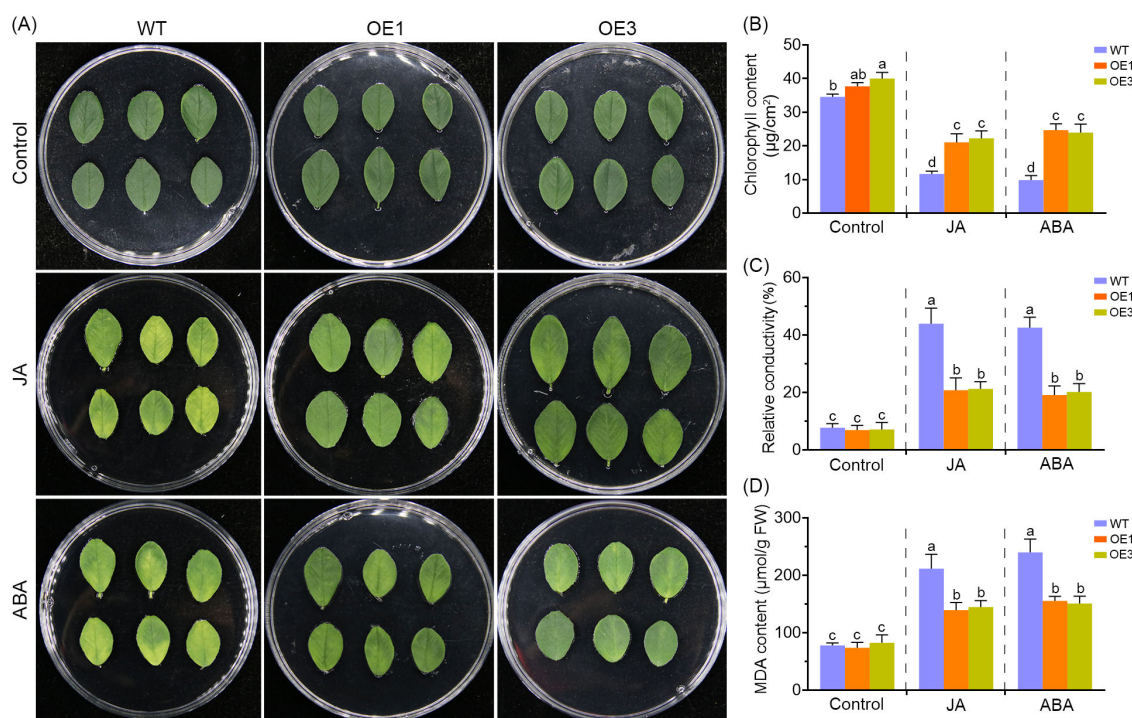 (A)
WT
OE1
OE3
Control
JA
ABA
(B)
Chlorophyll content
(µg/cm²)
50
40
30
20
10
0
b
ab
a
d
c
c
d
c
c
WT
OE1
OE3
Control
JA
ABA
(C)
Relative conductivity (%)
60
40
20
0
c
c
c
a
b
b
a
b
b
WT
OE1
OE3
Control
JA
ABA
(D)
MDA content (µmol/g FW)
300
200
100
0
c
c
c
a
b
b
a
b
b
WT
OE1
OE3
Control
JA
ABA